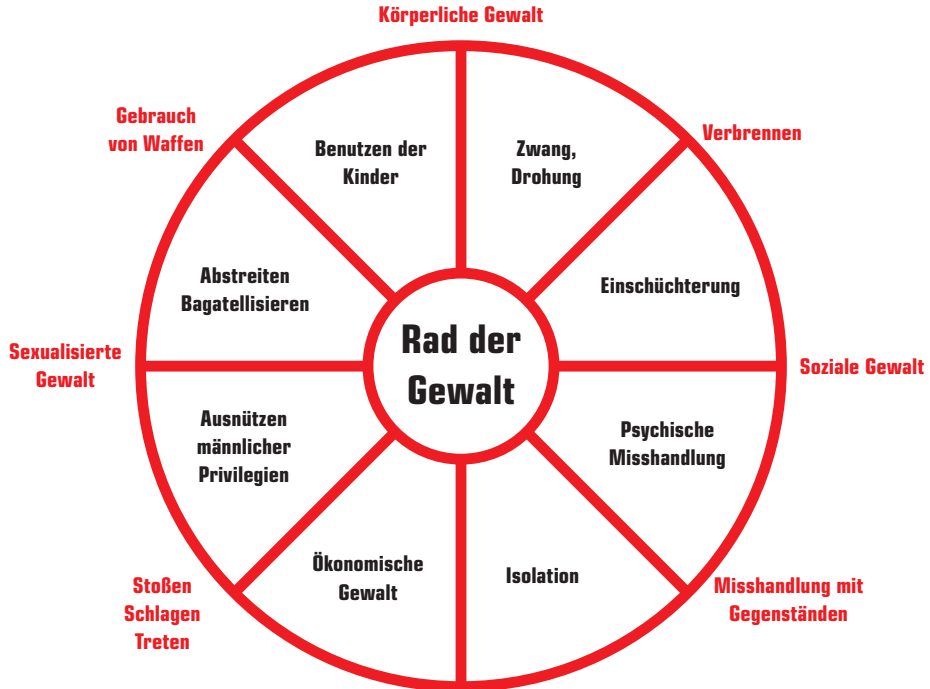 Körperliche Gewalt
Gebrauch
von Waffen
Verbrennen
Benutzen der
Kinder
Zwang,
Drohung
Abstreiten
Bagatellisieren
Einschüchterung
Rad der
Gewalt
Sexualisierte
Gewalt
Soziale Gewalt
Ausnützen
männlicher
Privilegien
Psychische
Misshandlung
Ökonomische
Gewalt
Isolation
Stoßen
Schlagen
Treten
Misshandlung mit
Gegenständen